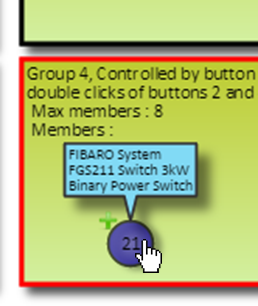 Group 4, Controlled by button
double clicks of buttons 2 and
Max members : 8
Members :
FIBARO System
FGS211 Switch 3kW
Binary Power Switch
21